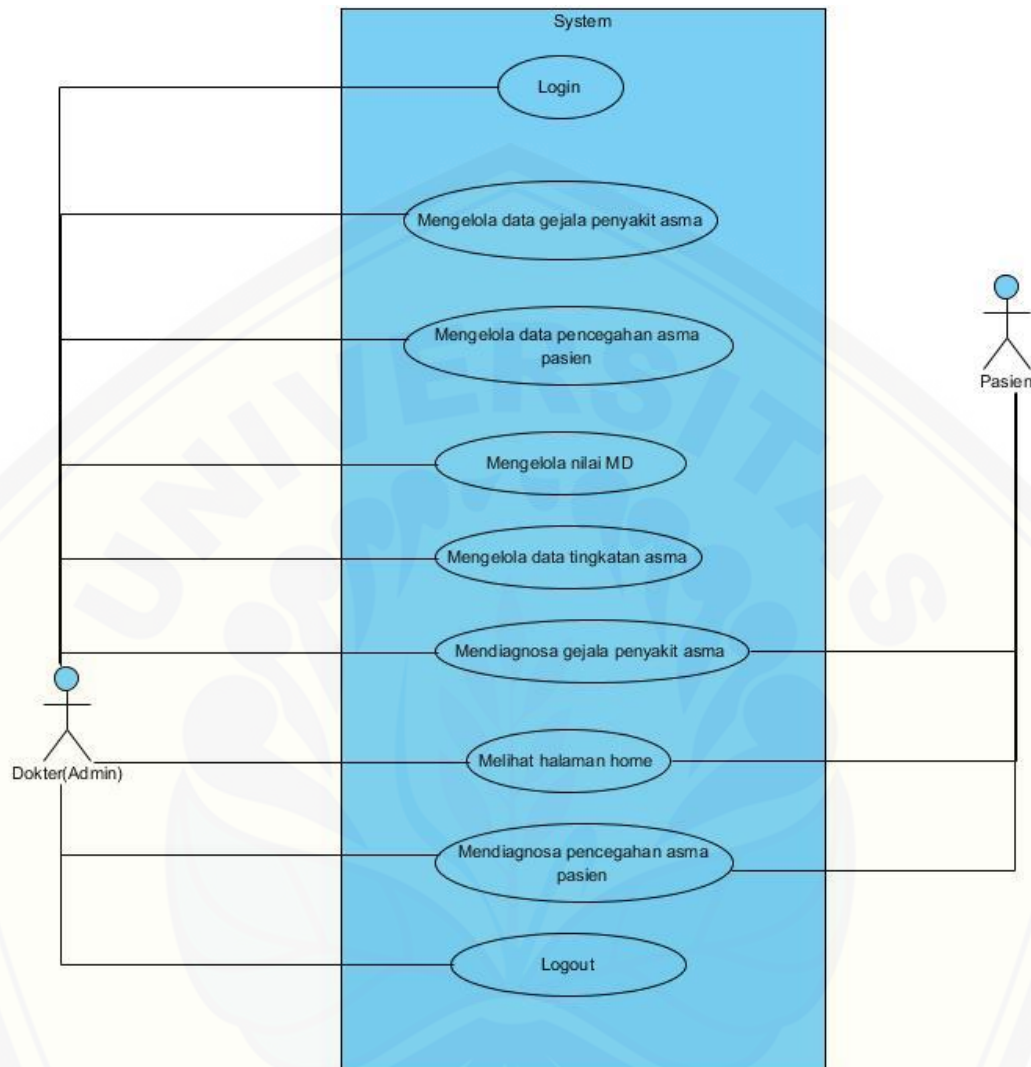 System
Login
Mengelola data gejala penyakit asma
Mengelola data pencegahan asma
pasien
Pasien
Mengelola nilai MD
Mengelola data tingkatan asma
Mendiagnosa gejala penyakit asma
Melihat halaman home
Dokter(Admin)
Mendiagnosa pencegahan asma
pasien
Logout
UNIVERSITAS